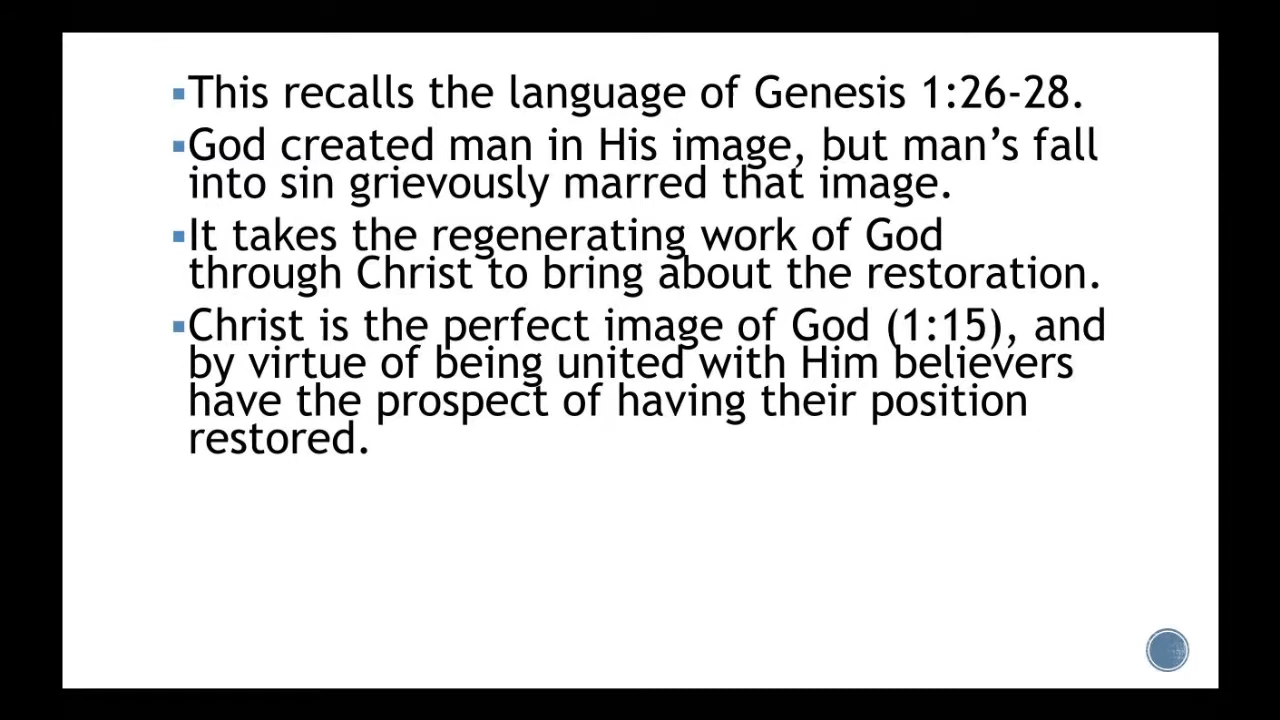 ▪This recalls the language of Genesis 1:26-28.
▪God created man in His image, but man’s fall
into sin grievously marred that image.
▪It takes the regenerating work of God
through Christ to bring about the restoration.
▪Christ is the perfect image of God (1:15), and
by virtue of being united with Him believers
have the prospect of having their position
restored.